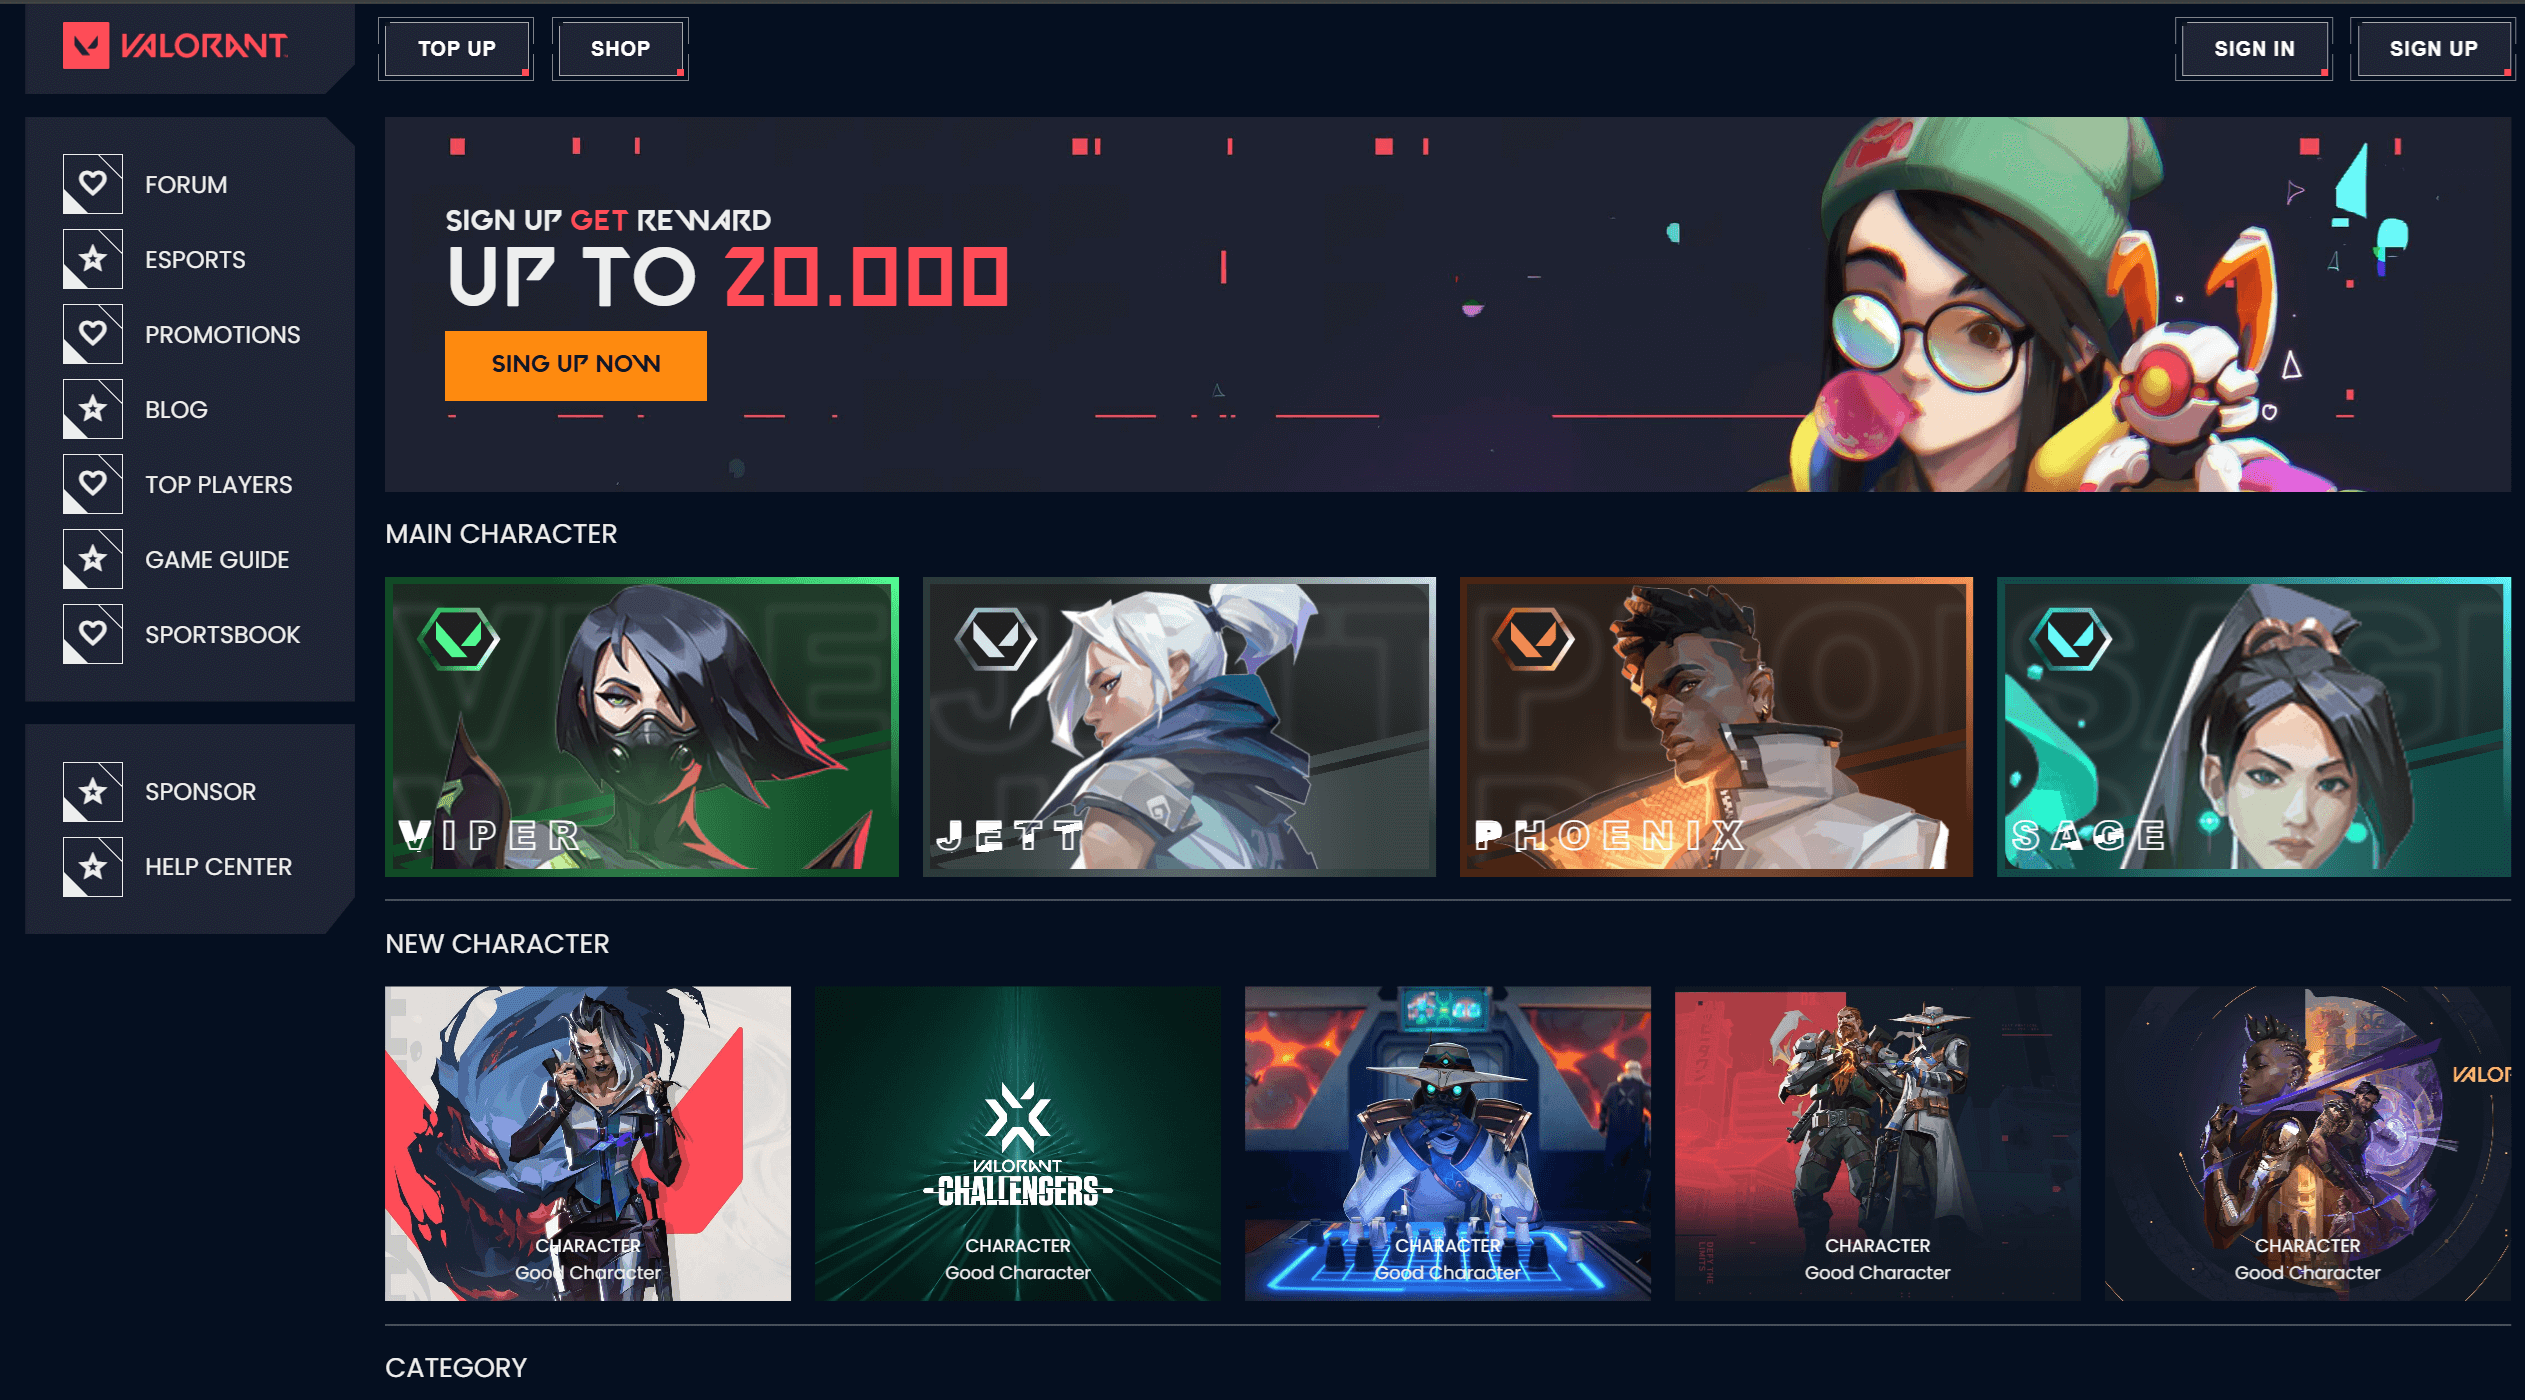 VALORANT
TOP UP
SHOP
SIGN IN
SIGN UP
FORUM
ESPORTS
PROMOTIONS
BLOG
TOP PLAYERS
GAME GUIDE
SPORTSBOOK
SPONSOR
HELP CENTER
SIGN UP GET REWARD
UP TO 20.000
SING UP NOW
MAIN CHARACTER
VIPER
JETT
PHOENIX
SAGE
NEW CHARACTER
CHARACTER
Good Character
VALORANT
CHALLENGERS
CHARACTER
Good Character
CHARACTER
Good Character
DEFY THE
LIMITS
CHARACTER
Good Character
VALOR
CHARACTER
Good Character
CATEGORY